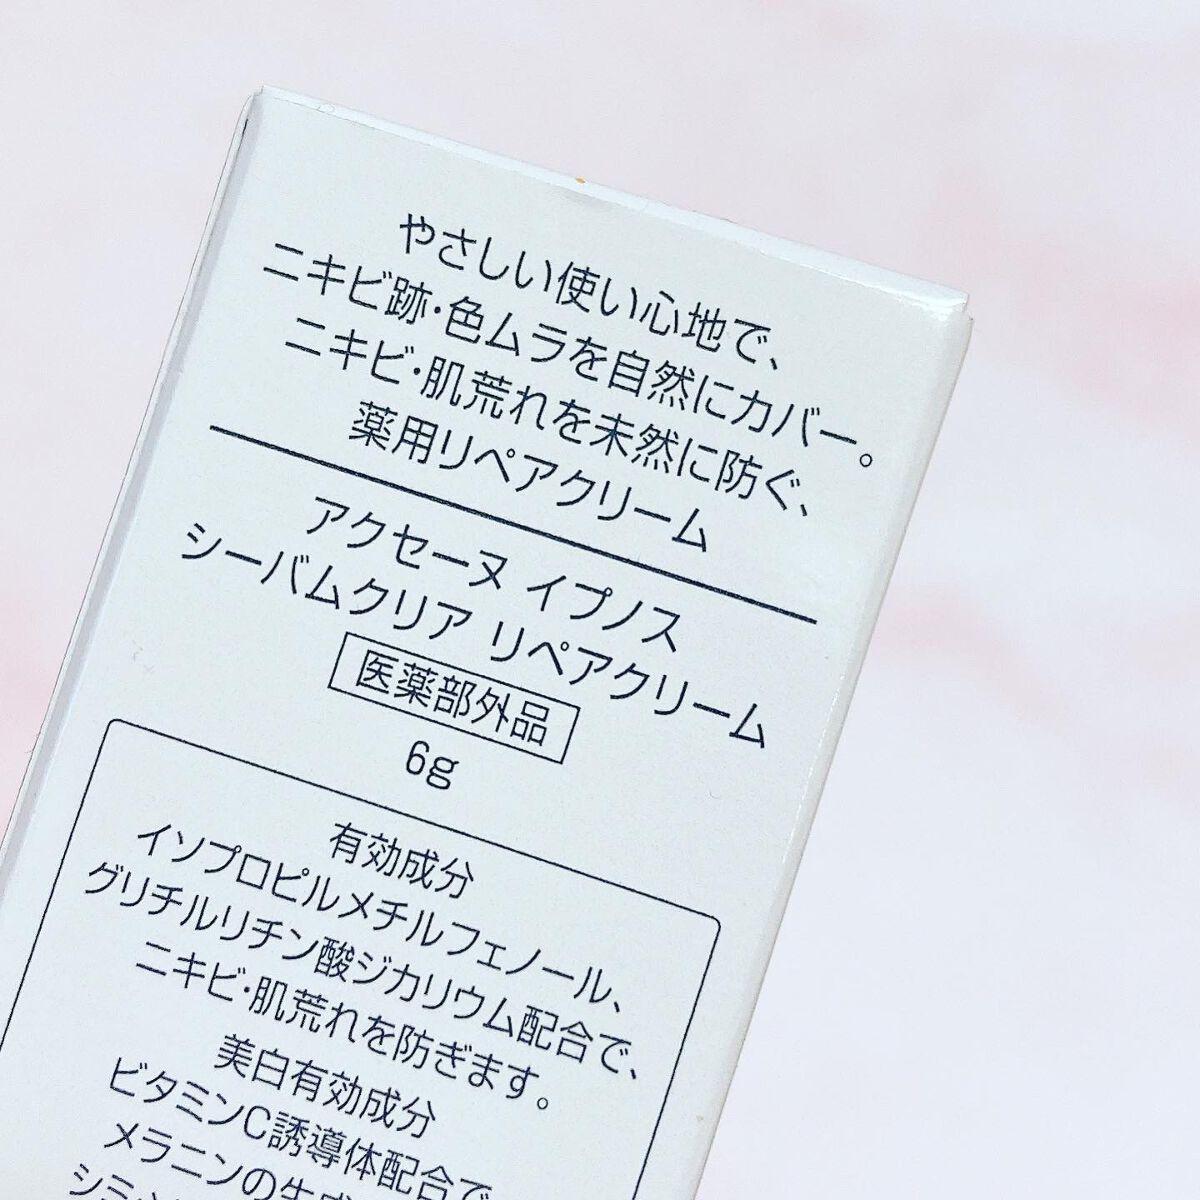 やさしい使い心地で、
ニキビ跡・色ムラを自然にカバー。
ニキビ・肌荒れを未然に防ぐ、
薬用リペアクリーム
アクセーヌ イプノス
シーバムクリア リペアクリーム
医薬部外品
6g
有効成分
イソプロピルメチルフェノール、
グリチルリチン酸ジカリウム配合で、
ニキビ・肌荒れを防ぎます。
美白有効成分
ビタミンC誘導体配合で
メラニンの生成
シミ